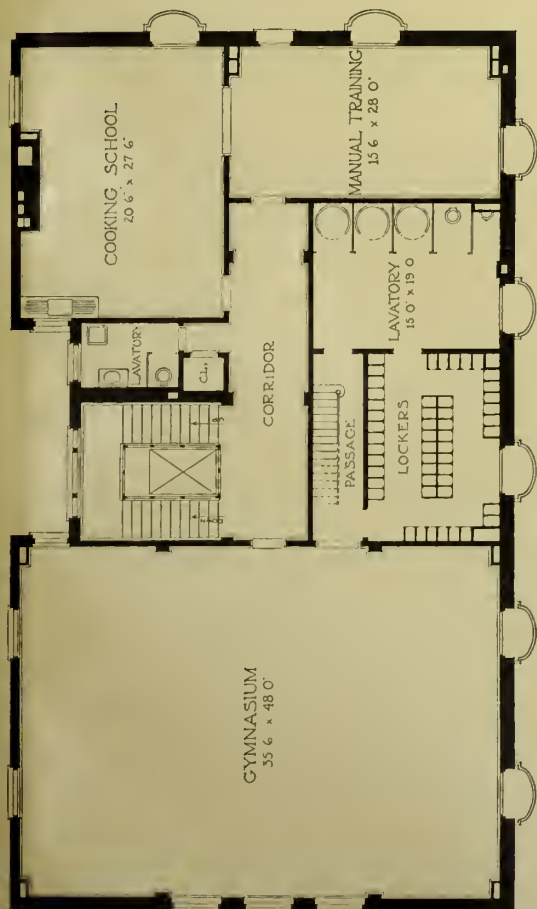 COOKING SCHOOL
20 6" x 27 6"
MANUAL TRAINING
15 6 x 28 0"
LAVATORY
CL.
LAVATORY
15 0" x 19 0
CORRIDOR
PASSAGE
LOCKERS
UP
GYMNASIUM
35 6 x 48 0"